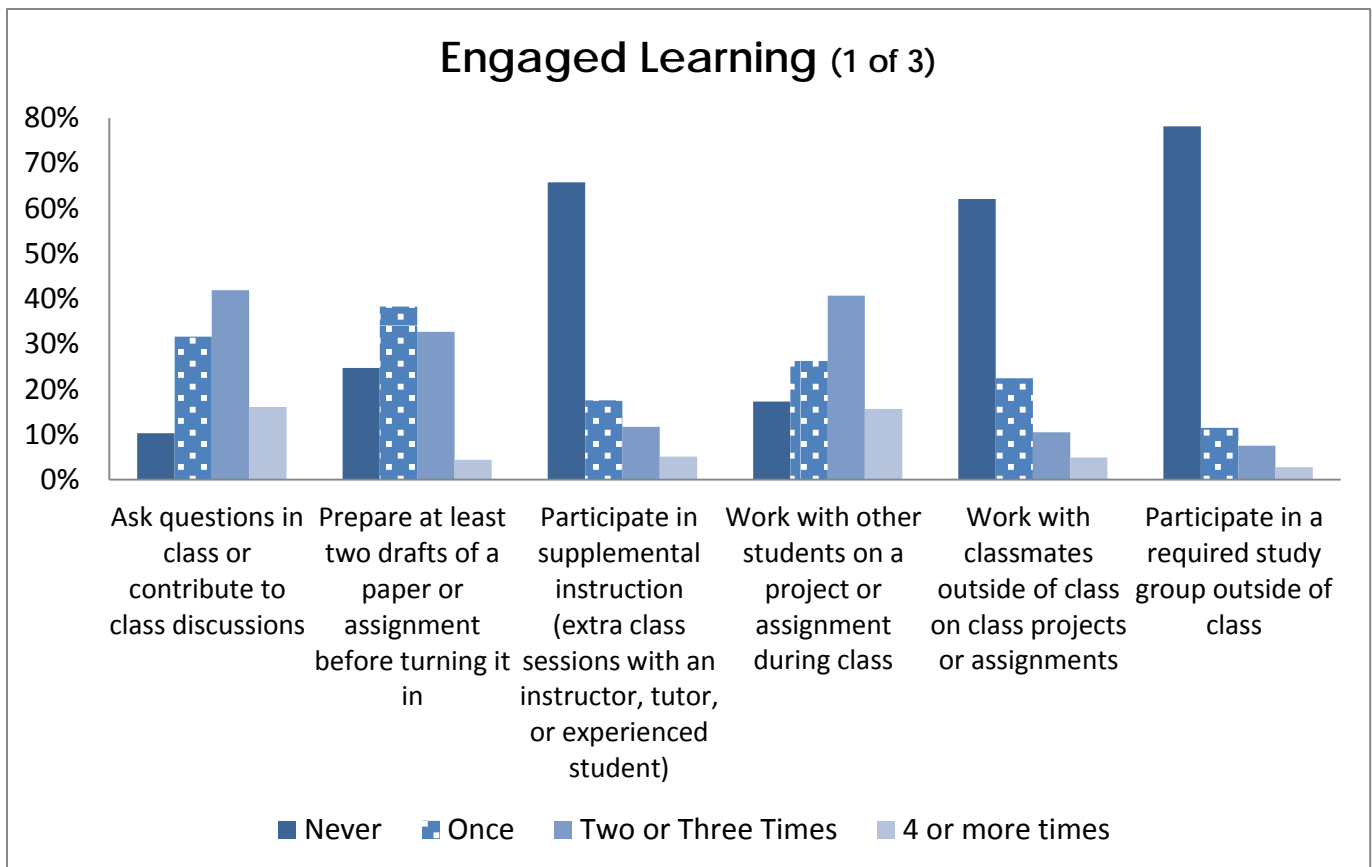 Engaged Learning (1 of 3)
80%
70%
60%
50%
40%
30%
20%
10%
0%
Ask questions in
class or
contribute to
class discussions
Prepare at least
two drafts of a
paper or
assignment
before turning it
in
Participate in
supplemental
instruction
(extra class
sessions with an
instructor, tutor,
or experienced
student)
Work with other
students on a
project or
assignment
during class
Work with
classmates
outside of class
on class projects
or assignments
Participate in a
required study
group outside of
class
Never Once Two or Three Times 4 or more times